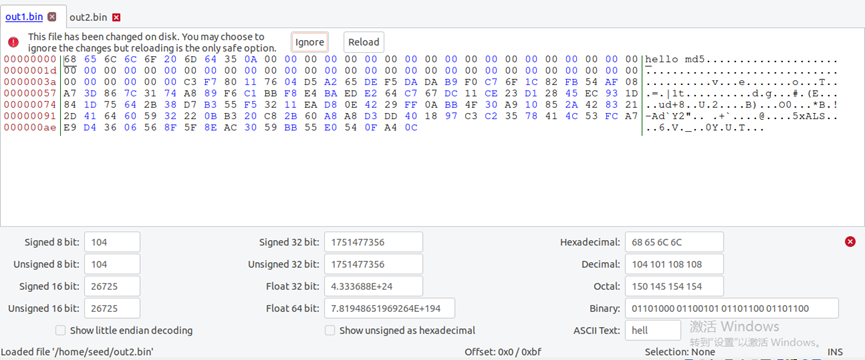 out1.bin out2.bin
This file has been changed on disk. You may choose to
ignore the changes but reloading is the only safe option.
Ignore Reload
00000000 68 65 6C 6C 6F 20 6D 64 35 0A 00 00 00 00 00 00 00 00 00 00 00 00 00 00 00 00 00 00 00 hello md5....................
0000001d 00 00 00 00 00 00 00 00 00 00 00 00 00 00 00 00 00 00 00 00 00 00 00 00 00 00 00 00 00 .............................
0000003a 00 00 00 00 00 00 C3 F7 80 11 76 04 D5 A2 65 DE F5 DA DA B9 F0 C7 6F 1C 82 FB 54 AF 08 ..........v...e.......o...T..
00000057 A7 3D 86 7C 31 74 A8 89 F6 C1 BB F8 E4 BA ED E2 64 C7 67 DC 11 CE 23 D1 28 45 EC 93 1D .=.|1t..........d.g...#.(E...
00000074 84 1D 75 64 2B 38 D7 B3 55 F5 32 11 EA D8 0E 42 29 FF 0A BB 4F 30 A9 10 85 2A 42 83 21 ..ud+8..U.2....B)...O0...*B.!
00000091 2D 41 64 60 59 32 22 0B B3 20 C8 2B 60 A8 A8 D3 DD 40 18 97 C3 C2 35 78 41 4C 53 FC A7 -Ad`Y2".. .+`....@....5xALS..
000000ae E9 D4 36 06 56 8F 5F 8E AC 30 59 BB 55 E0 54 0F A4 0C ..6.V._..0Y.U.T...
Signed 8 bit: 104 Signed 32 bit: 1751477356 Hexadecimal: 68 65 6C 6C
Unsigned 8 bit: 104 Unsigned 32 bit: 1751477356 Decimal: 104 101 108 108
Signed 16 bit: 26725 Float 32 bit: 4.333688E+24 Octal: 150 145 154 154
Unsigned 16 bit: 26725 Float 64 bit: 7.81948651969264E+194 Binary: 01101000 01100101 01101100 01101100
Show little endian decoding Show unsigned as hexadecimal ASCII Text: hell
激活 Windows
转到"设置"以激活 Windows。
Loaded file '/home/seed/out2.bin' Offset: 0x0 / 0xbf Selection: None INS